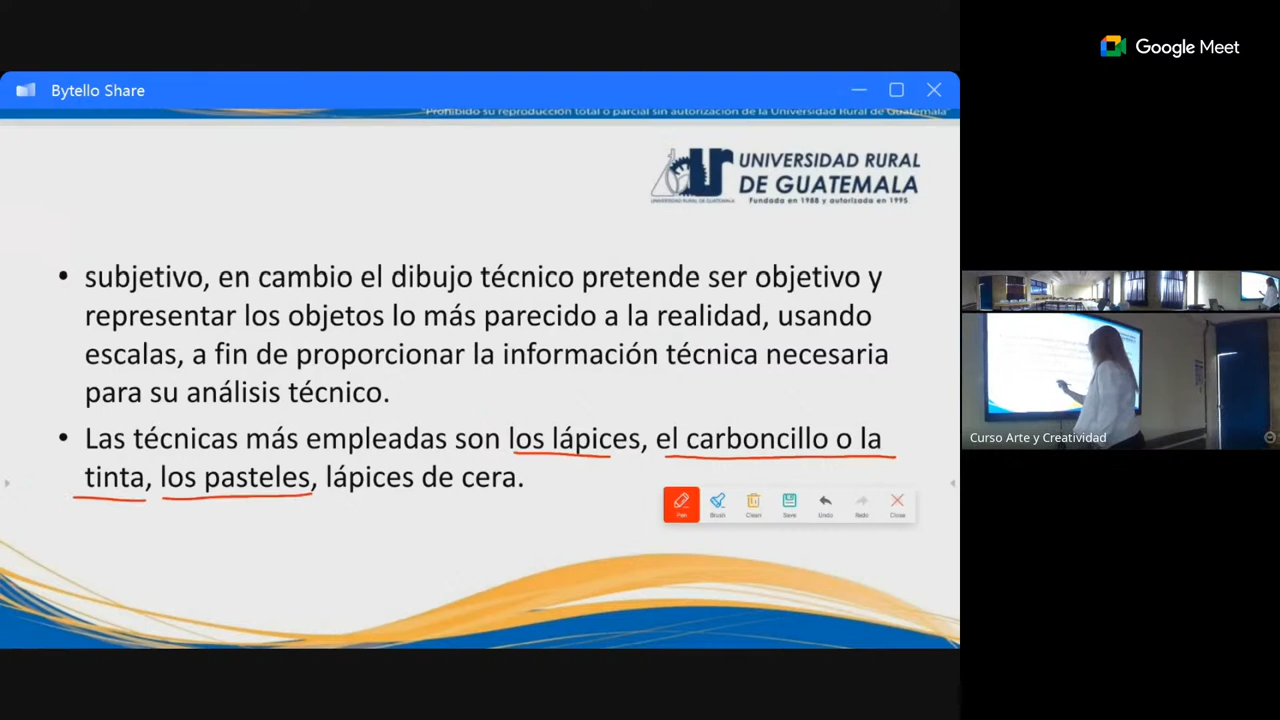 Google Meet
Bytello Share
"Prohibido su reproducción total o parcial sin autorización de la Universidad Rural de Guatemala"
UNIVERSIDAD RURAL
DE GUATEMALA
UNIVERSIDAD RURAL DE GUATEMALA
Fundada en 1988 y autorizada en 1995
• subjetivo, en cambio el dibujo técnico pretende ser objetivo y
representar los objetos lo más parecido a la realidad, usando
escalas, a fin de proporcionar la información técnica necesaria
para su análisis técnico.
• Las técnicas más empleadas son los lápices, el carboncillo o la
tinta, los pasteles, lápices de cera.
Pen Brush Clean Save Undo Redo Close
Curso Arte y Creatividad